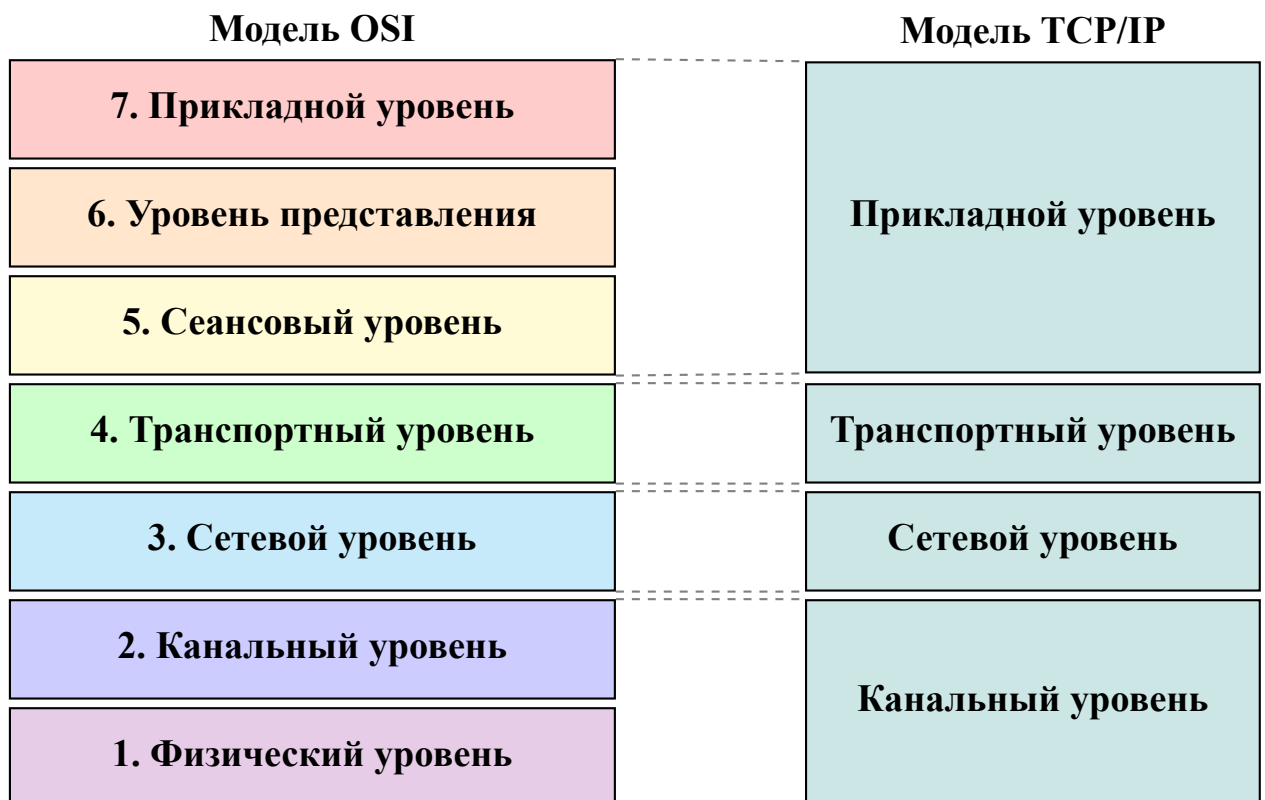 Модель OSI
Модель TCP/IP
7. Прикладной уровень
6. Уровень представления
5. Сеансовый уровень
4. Транспортный уровень
3. Сетевой уровень
2. Канальный уровень
1. Физический уровень
Прикладной уровень
Транспортный уровень
Сетевой уровень
Канальный уровень